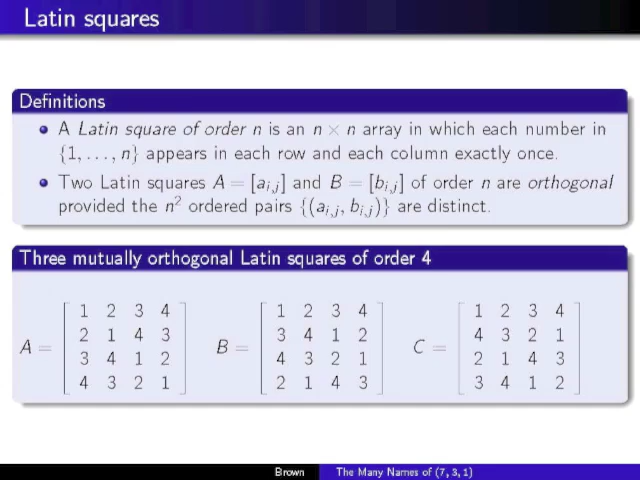 Latin squares
Definitions
A Latin square of order n is an n × n array in which each number in
{1, . . . , n} appears in each row and each column exactly once.
Two Latin squares A = [a_{i,j}] and B = [b_{i,j}] of order n are orthogonal
provided the n² ordered pairs {(a_{i,j}, b_{i,j})} are distinct.
Three mutually orthogonal Latin squares of order 4
A = [1 2 3 4
2 1 4 3
3 4 1 2
4 3 2 1]
B = [1 2 3 4
3 4 1 2
4 3 2 1
2 1 4 3]
C = [1 2 3 4
4 3 2 1
2 1 4 3
3 4 1 2]
Brown The Many Names of (7, 3, 1)